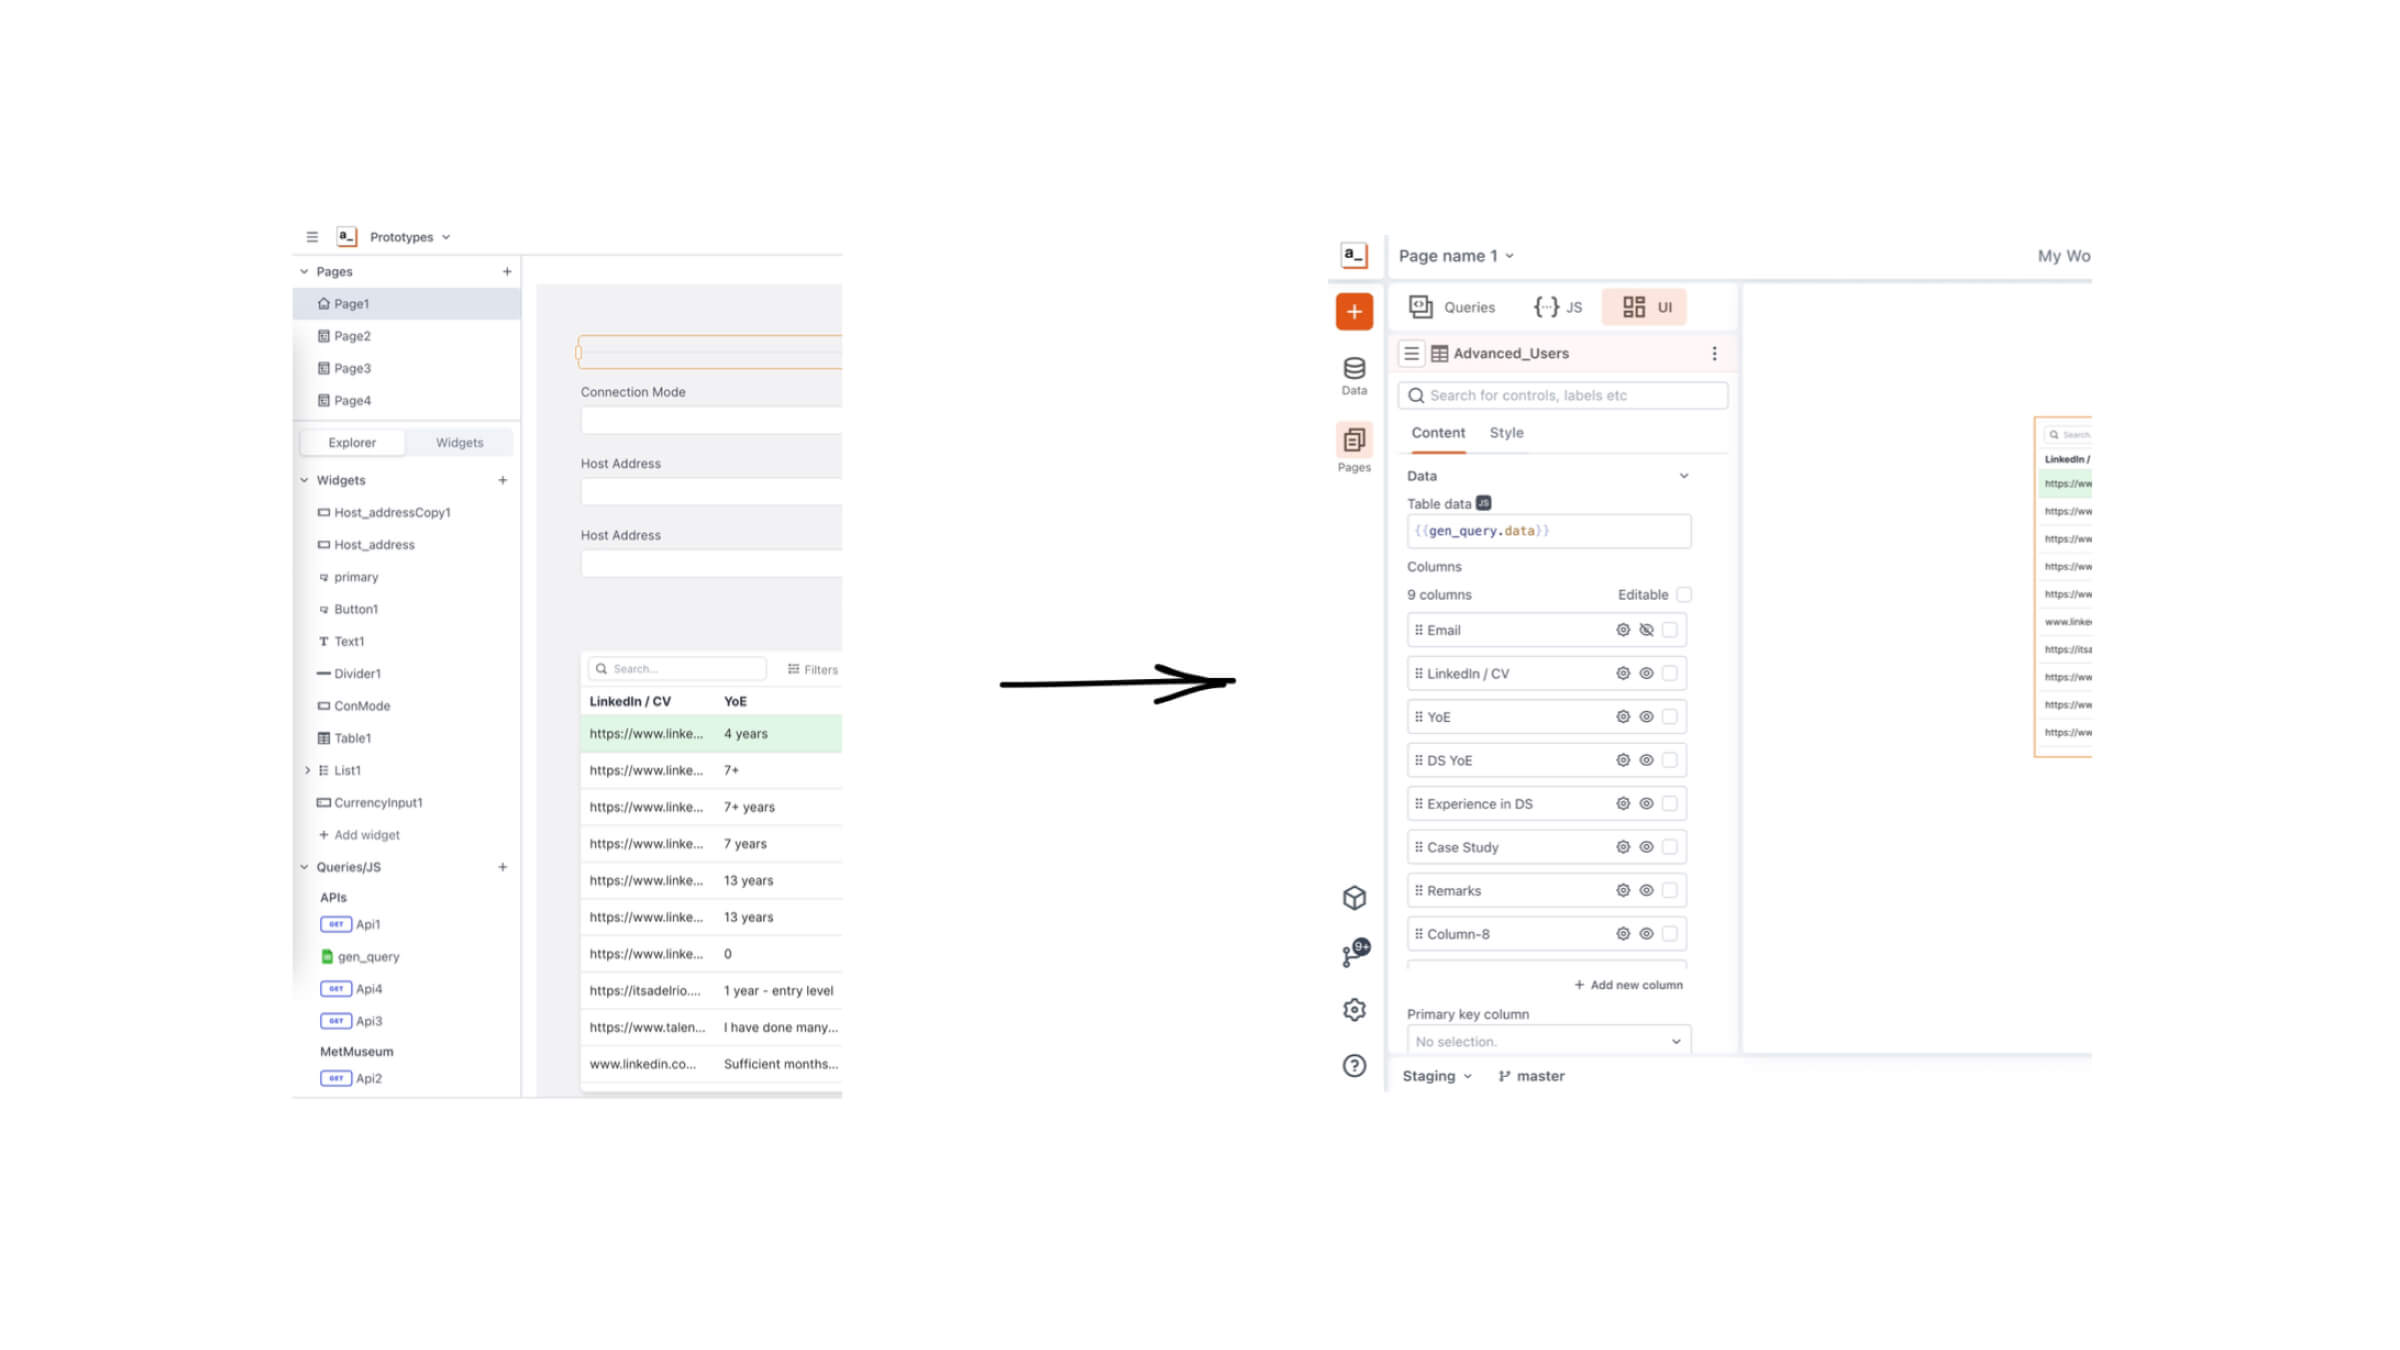 a_ Prototypes
Pages
Page1
Page2
Page3
Page4
Explorer Widgets
Widgets
Host_addressCopy1
Host_address
primary
Button1
Text1
Divider1
ConMode
Table1
List1
CurrencyInput1
+ Add widget
Queries/JS
APIs
GET Api1
gen_query
GET Api4
GET Api3
MetMuseum
GET Api2
Connection Mode
Host Address
Host Address
Search... Filters
LinkedIn / CV YoE
https://www.linke... 4 years
https://www.linke... 7+
https://www.linke... 7+ years
https://www.linke... 7 years
https://www.linke... 13 years
https://www.linke... 13 years
https://www.linke... 0
https://itsadelrio.... 1 year - entry level
https://www.talen... I have done many...
www.linkedin.co... Sufficient months...
a_ Page name 1 My Wo
Data
Pages
9+
Queries JS UI
Advanced_Users
Search for controls, labels etc
Content Style
Data
Table data JS
{{gen_query.data}}
Columns
9 columns Editable
Email
LinkedIn / CV
YoE
DS YoE
Experience in DS
Case Study
Remarks
Column-8
+ Add new column
Primary key column
No selection.
Staging master
Search.
LinkedIn /
https://ww
https://ww
https://ww
https://ww
https://ww
www.linke
https://itsa
https://ww
https://ww
https://ww